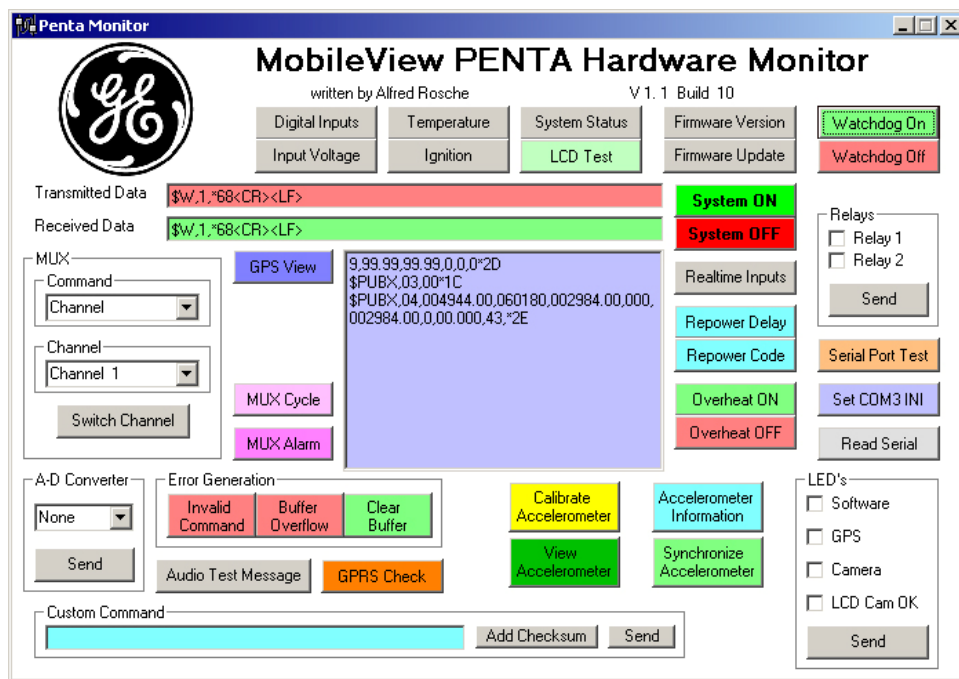 Penta Monitor
GE
MobileView PENTA Hardware Monitor
written by Alfred Rosche V 1. 1 Build 10
Digital Inputs Temperature System Status Firmware Version Watchdog On
Input Voltage Ignition LCD Test Firmware Update Watchdog Off
Transmitted Data $W,1,*68<CR><LF> System ON
Received Data $W,1,*68<CR><LF> System OFF
Relays
Relay 1
Relay 2
Send
MUX
Command
Channel
Channel
Channel 1
Switch Channel
GPS View
MUX Cycle
MUX Alarm
9,99.99,99.99,0,0,0*2D
$PUBX,03,00*1C
$PUBX,04,004944.00,060180,002984.00,000,
002984.00,0,00.000,43,*2E
Realtime Inputs
Repower Delay
Repower Code
Overheat ON
Overheat OFF
Serial Port Test
Set COM3 INI
Read Serial
A-D Converter
None
Send
Error Generation
Invalid
Command
Buffer
Overflow
Clear
Buffer
Audio Test Message
GPRS Check
Calibrate
Accelerometer
Accelerometer
Information
View
Accelerometer
Synchronize
Accelerometer
LED's
Software
GPS
Camera
LCD Cam OK
Send
Custom Command
Add Checksum Send